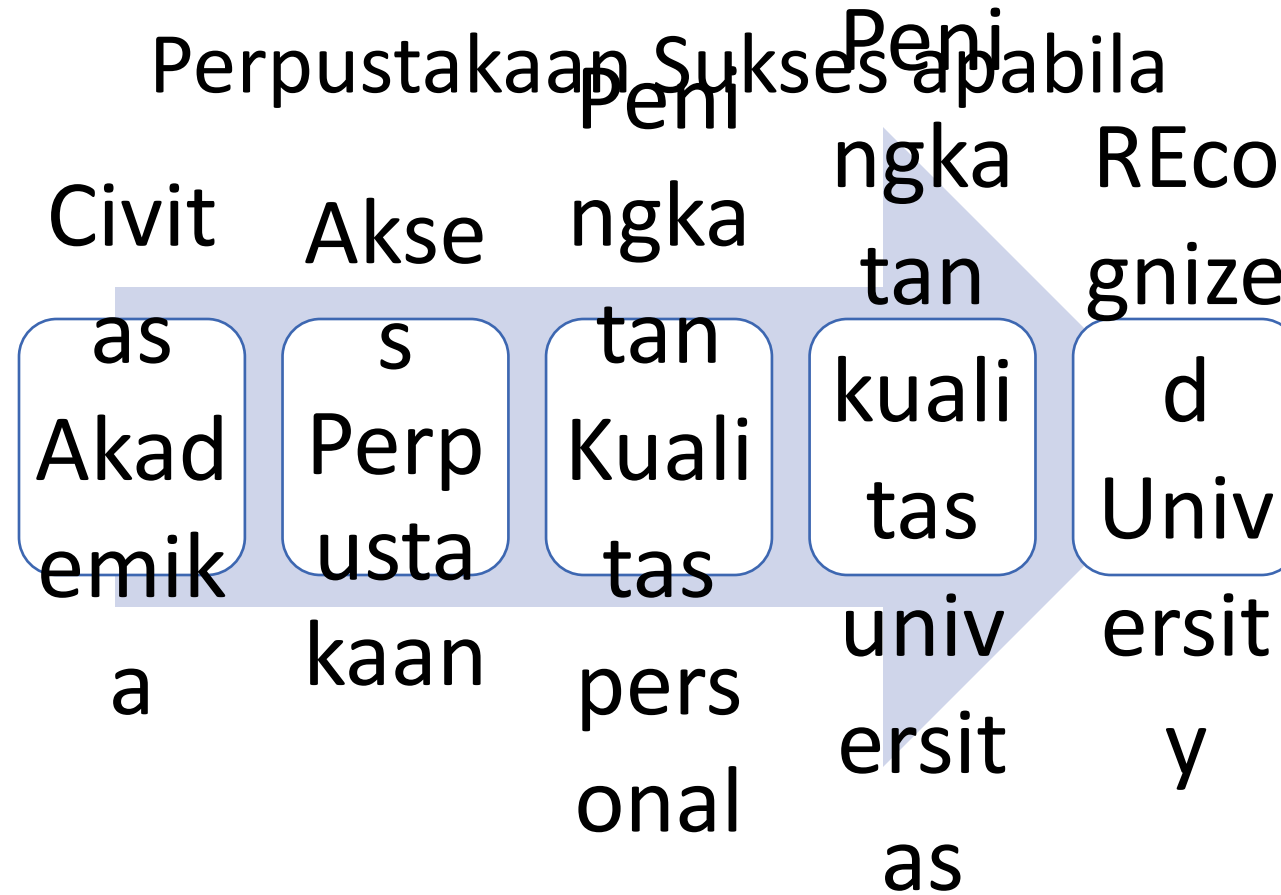 Perpustakaan Sukses apabila
Civit
as
Akad
emik
a
Akse
s
Perp
usta
kaan
Peni
ngka
tan
Kuali
tas
pers
onal
Peni
ngka
tan
kuali
tas
univ
ersit
as
REco
gnize
d
Univ
ersit
y